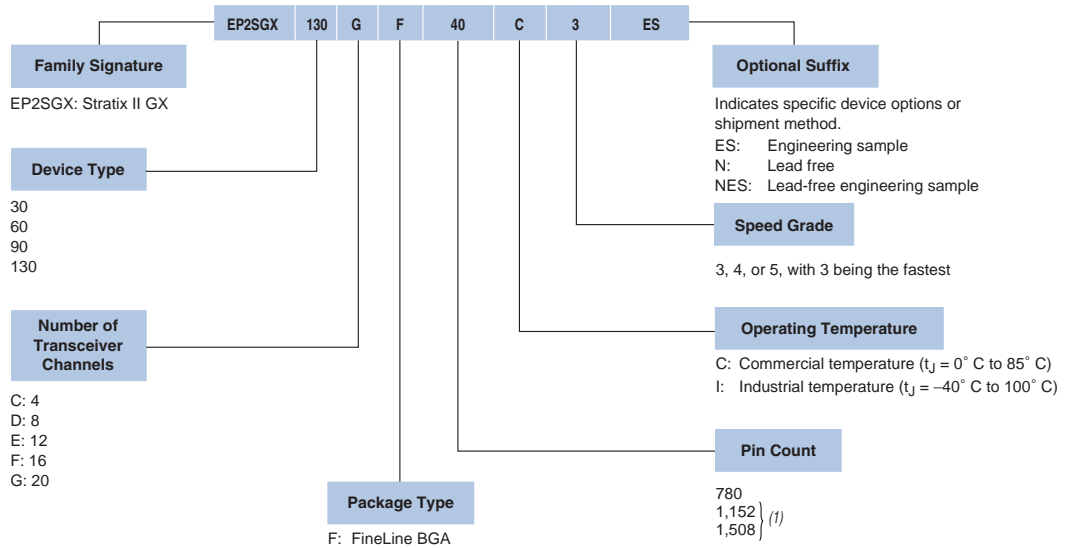 EP2SGX 130 G F 40 C 3 ES
Family Signature
EP2SGX: Stratix II GX
Device Type
30
60
90
130
Number of
Transceiver
Channels
C: 4
D: 8
E: 12
F: 16
G: 20
Package Type
F: FineLine BGA
Optional Suffix
Indicates specific device options or
shipment method.
ES: Engineering sample
N: Lead free
NES: Lead-free engineering sample
Speed Grade
3, 4, or 5, with 3 being the fastest
Operating Temperature
C: Commercial temperature (tJ = 0° C to 85° C)
I: Industrial temperature (tJ = –40° C to 100° C)
Pin Count
780
1,152
1,508
(1)